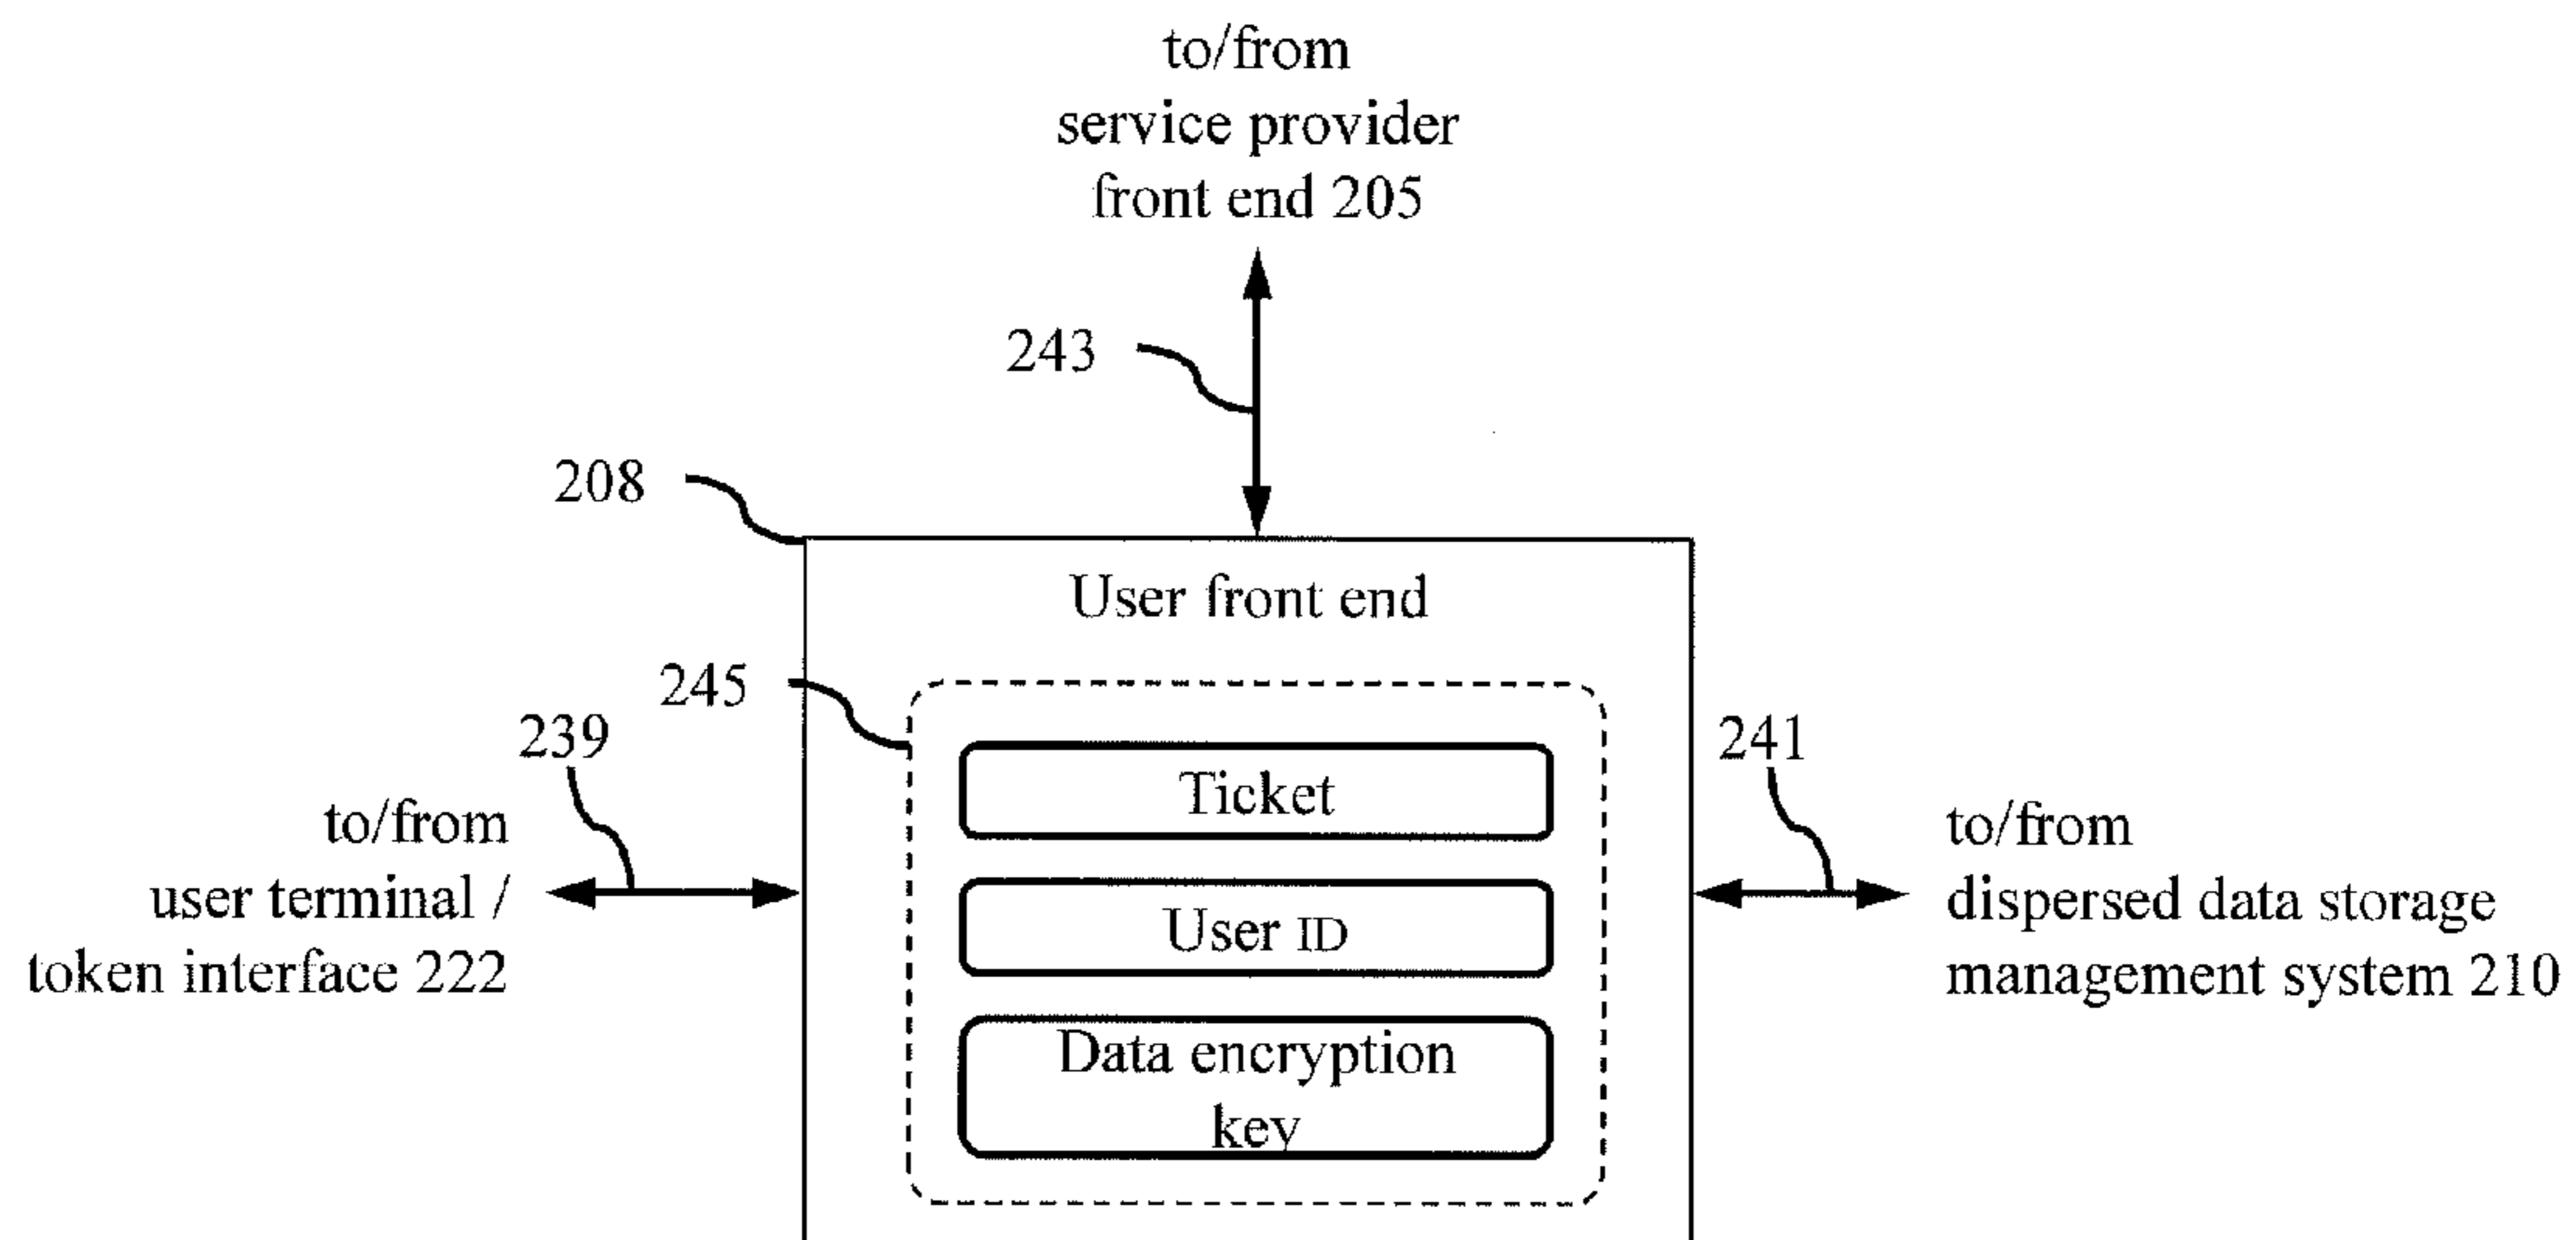 to/from
service provider
front end 205
243
208
User front end
245
239
241
Ticket
to/from
user terminal /
token interface 222
to/from
dispersed data storage
management system 210
User ID
Data encryption
key